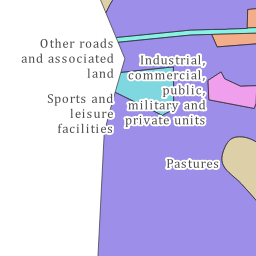 Other roads
and associated
land
Industrial,
commercial,
public,
military and
private units
Sports and
leisure
facilities
Pastures